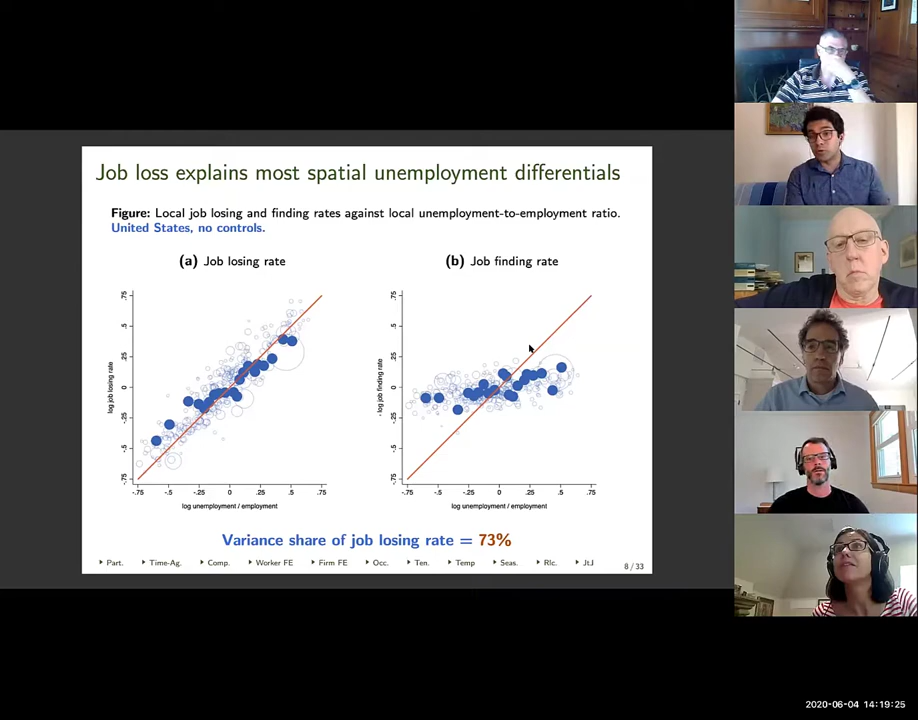 Job loss explains most spatial unemployment differentials
Figure: Local job losing and finding rates against local unemployment-to-employment ratio.
United States, no controls.
(a) Job losing rate
(b) Job finding rate
.75
.5
.25
0
-.25
-.5
-.75
log job losing rate
-.75 -.5 -.25 0 .25 .5 .75
log unemployment / employment
.75
.5
.25
0
-.25
-.5
-.75
- log job finding rate
-.75 -.5 -.25 0 .25 .5 .75
log unemployment / employment
Variance share of job losing rate = 73%
Part. Time-Ag. Comp. Worker FE Firm FE Occ. Ten. Temp Seas. Rlc. JtJ
8 / 33
2020-06-04 14:19:25